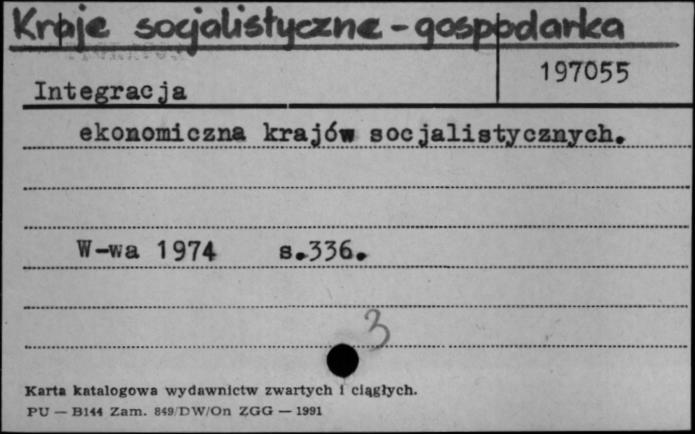 Kraje socjalistyczne - gospodarka
197055
Integracja
ekonomiczna krajów socjalistycznych.
W-wa 1974 s.336.
3
Karta katalogowa wydawnictw zwartych i ciągłych.
PU — B144 Zam. 849/DW/On ZGG — 1991